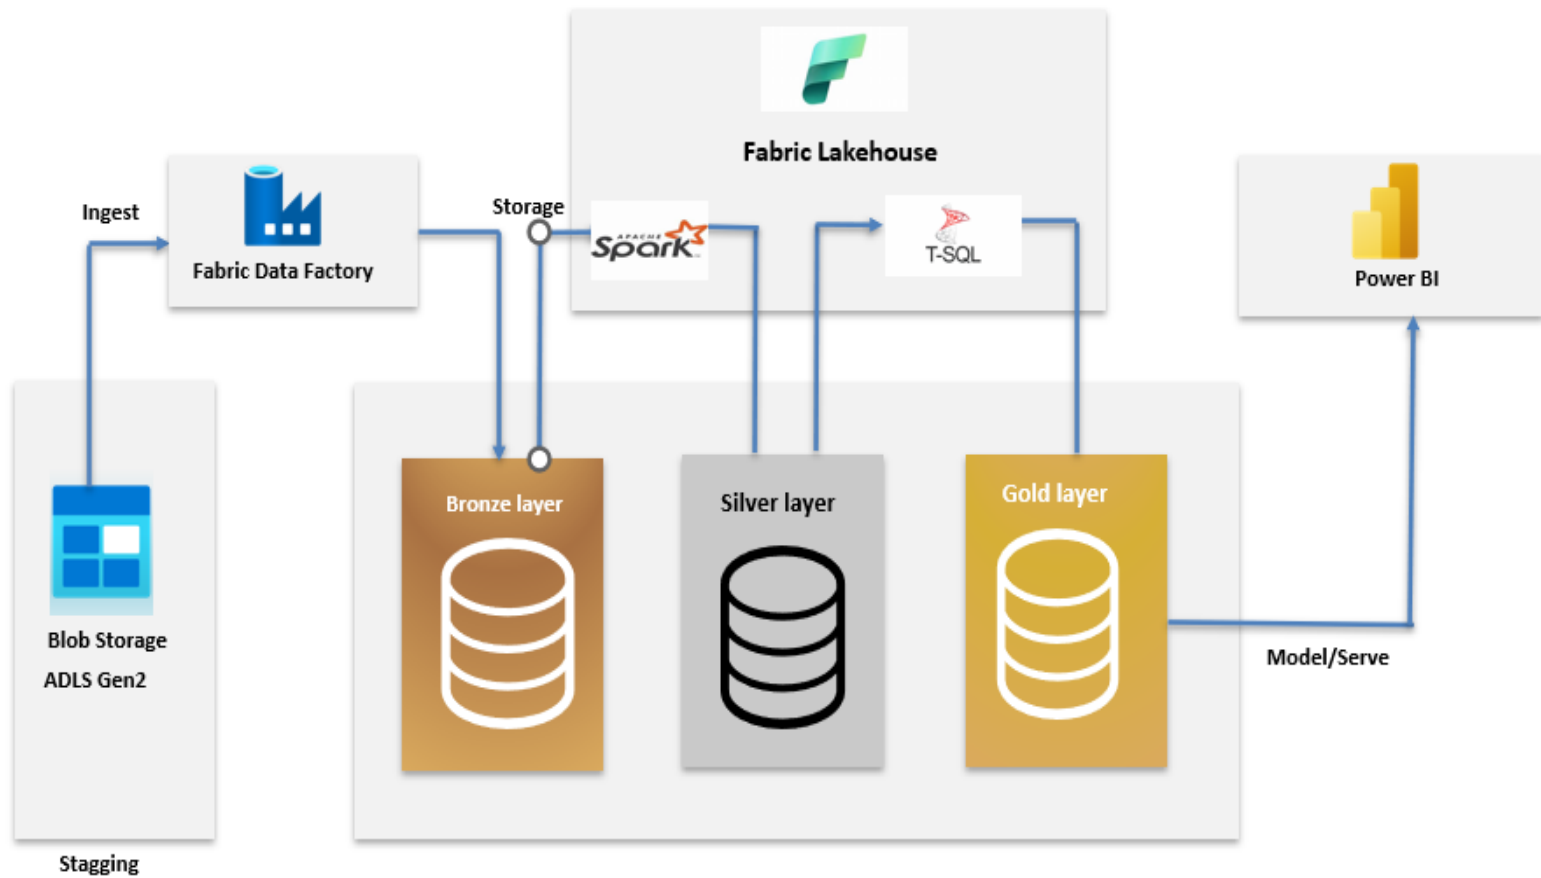 Fabric Lakehouse
Ingest
Fabric Data Factory
Storage
APACHE
Spark
T-SQL
Power BI
Bronze layer
Silver layer
Gold layer
Blob Storage
ADLS Gen2
Model/Serve
Stagging